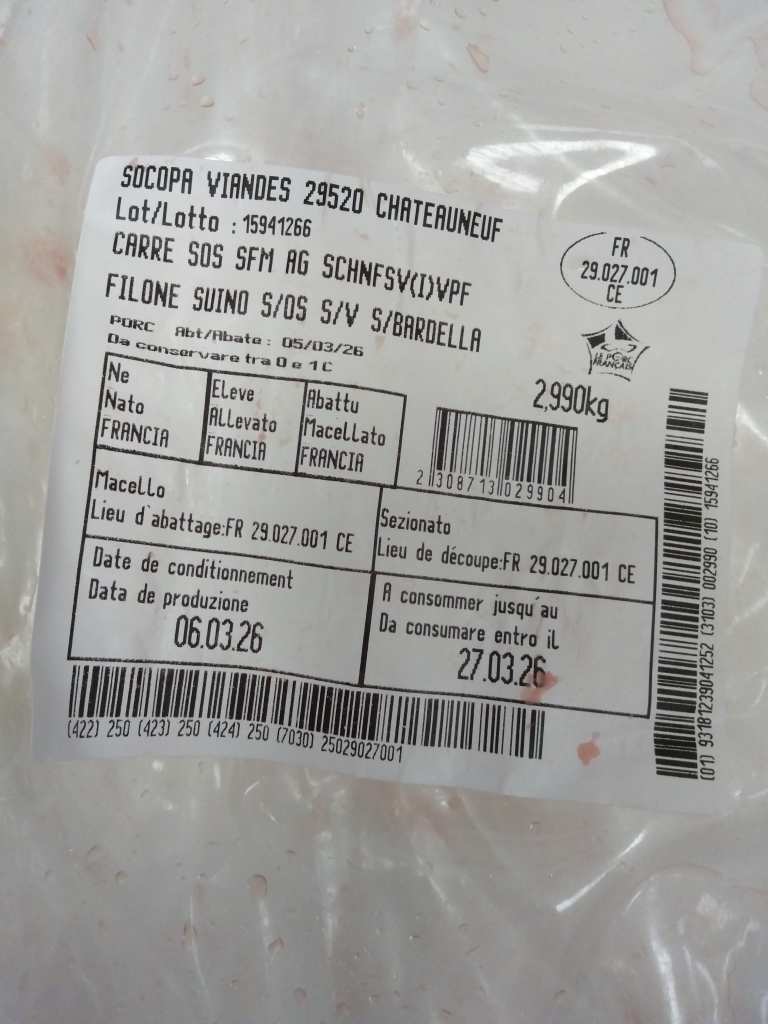 SOCOPA VIANDES 29520 CHATEAUNEUF
Lot/Lotto : 15941266
CARRE SOS SFM AG SCHNFSV(I)VPF
FILONE SUINO S/OS S/V S/BARDELLA
PORC Abt/Abate : 05/03/26
Da conservare tra 0 e 1C
FR
29.027.001
CE
LE PORC
FRANÇAIS
2,990kg
Ne
Nato
FRANCIA
Eleve
Allevato
FRANCIA
Abattu
Macellato
FRANCIA
2 308713 029904
Macello
Lieu d'abattage:FR 29.027.001 CE
Sezionato
Lieu de découpe:FR 29.027.001 CE
Date de conditionnement
Data de produzione
06.03.26
A consommer jusqu'au
Da consumare entro il
27.03.26
(422) 250 (423) 250 (424) 250 (7030) 25029027001
(01) 93181239041252 (3103) 002990 (10) 15941266